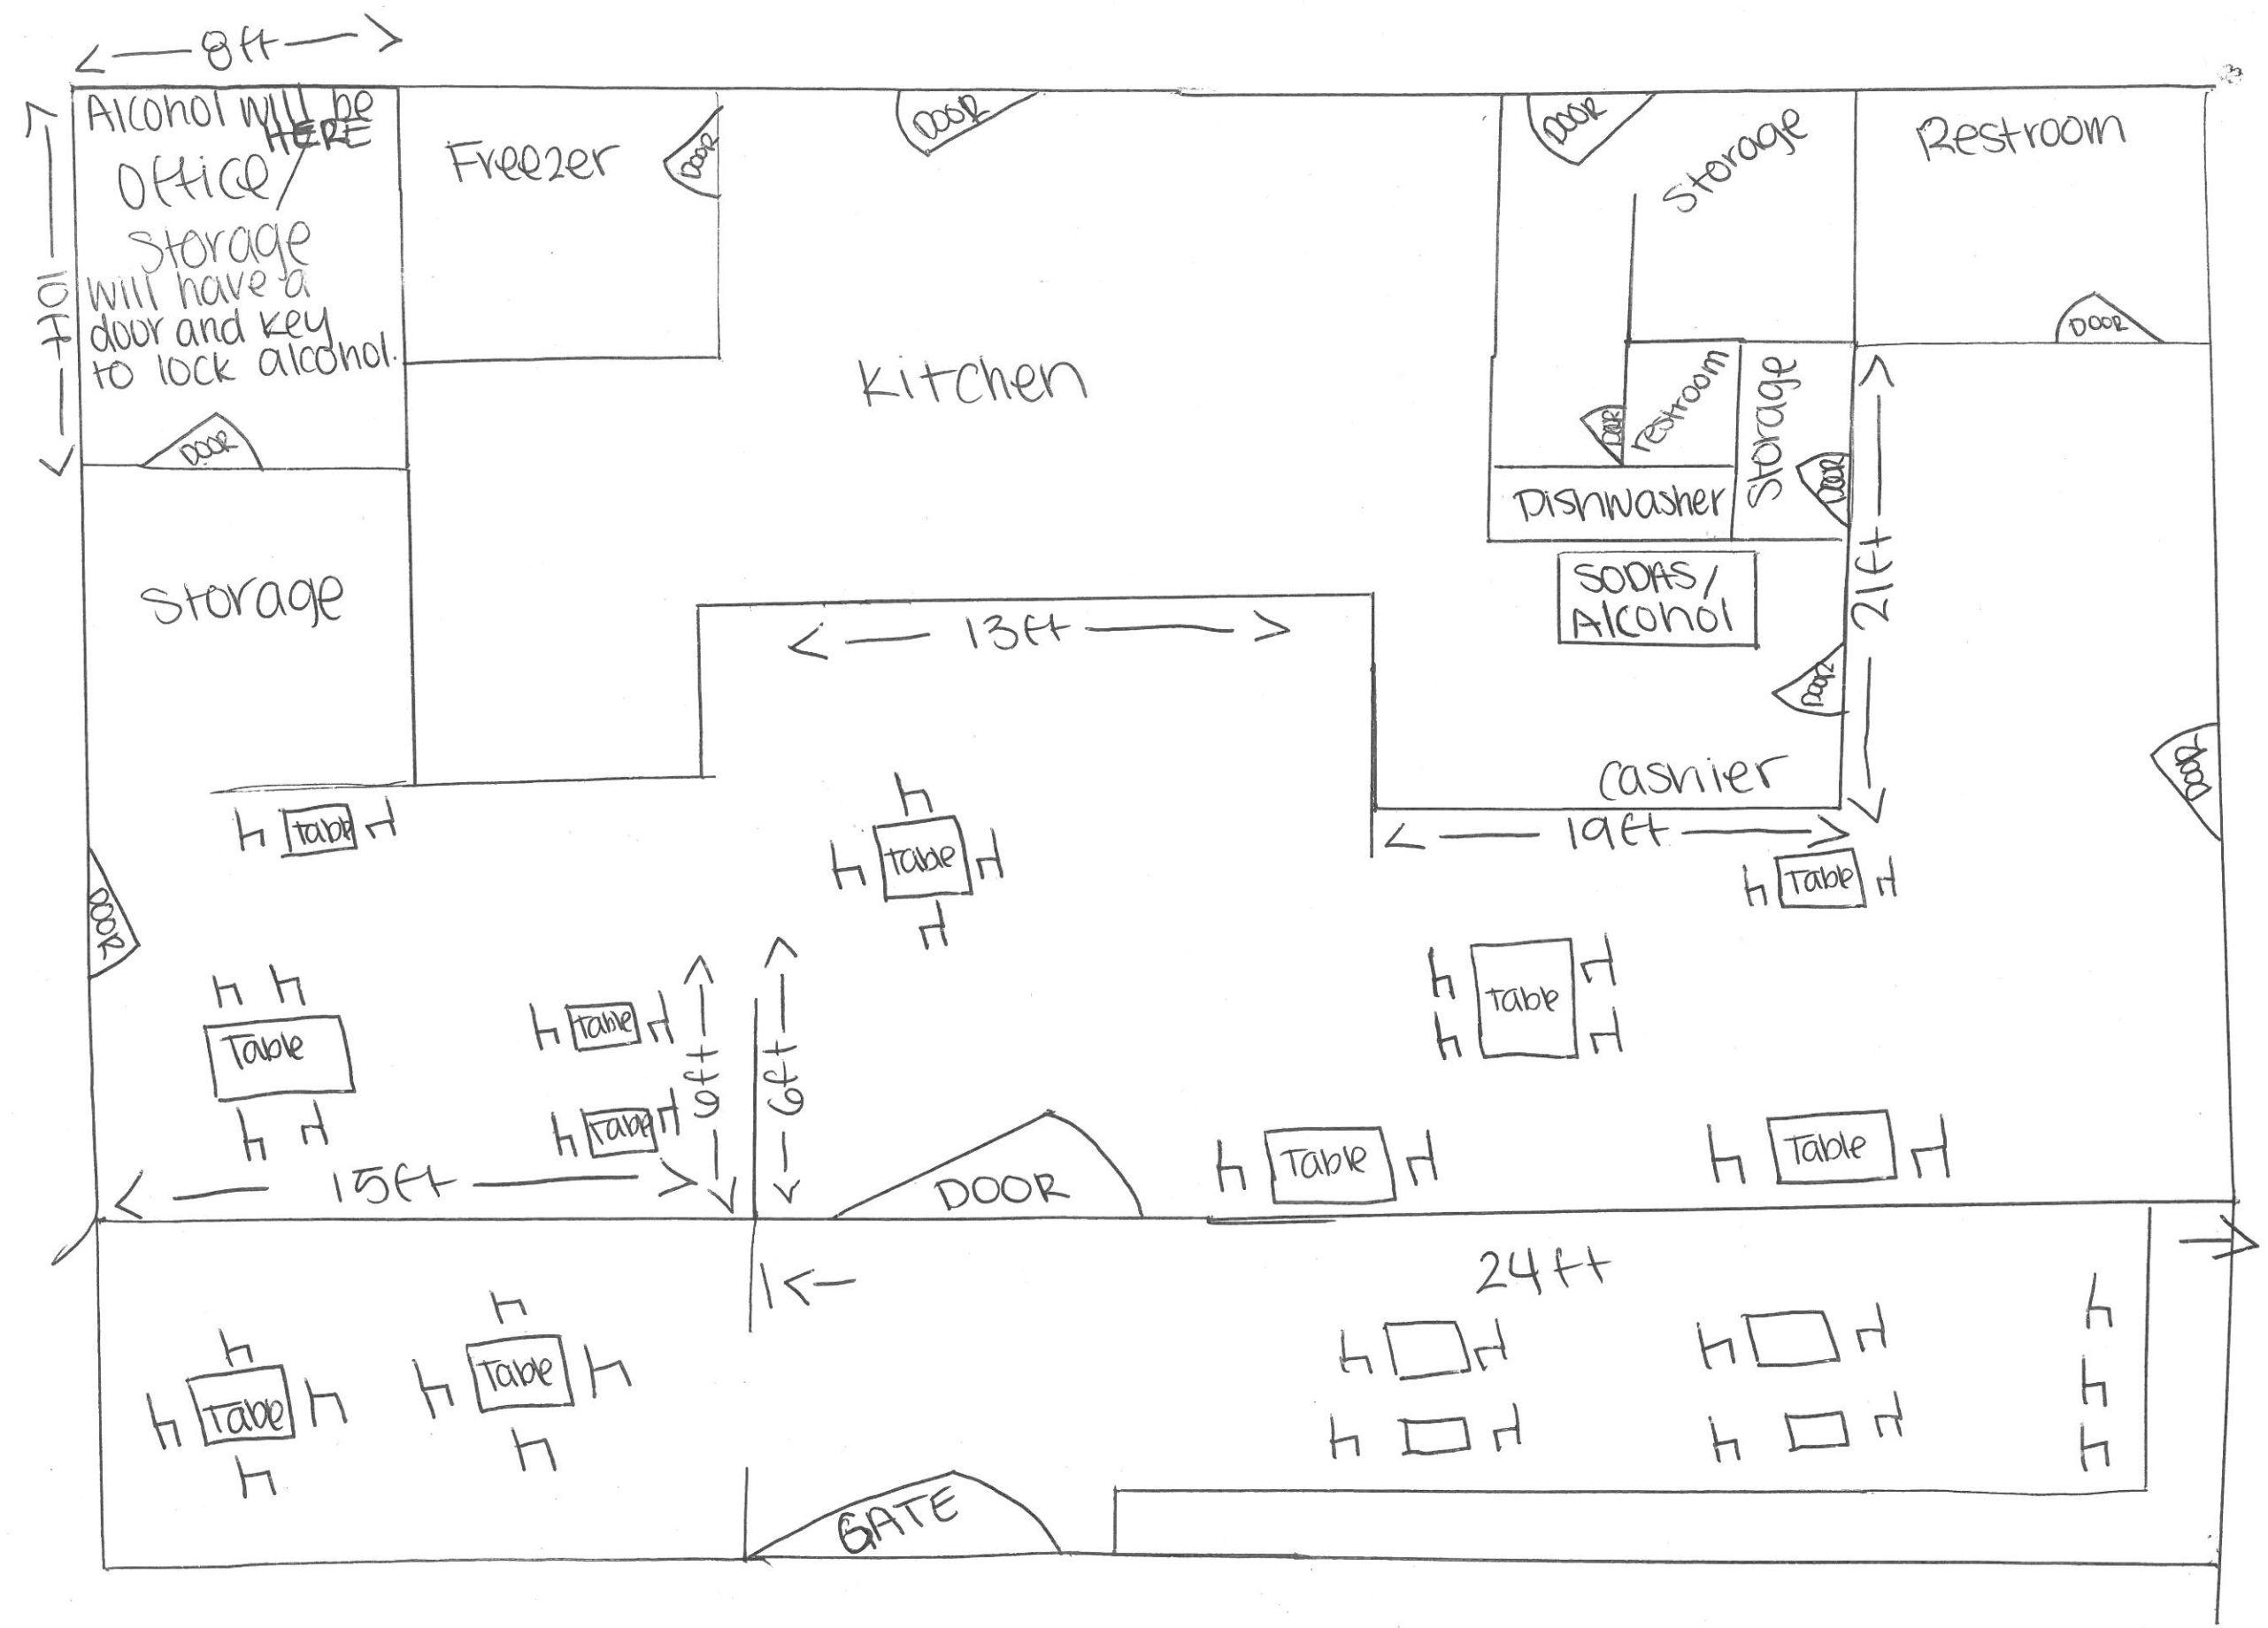 8ft
Alcohol will be
HERE
Office/
Storage
will have a
door and key
to lock alcohol.
DOOR
10ft
Freezer
DOOR
DOOR
Kitchen
DOOR
Storage
Restroom
DOOR
restroom
DOOR
Storage
DOOR
Dishwasher
SODAS/
Alcohol
21ft
DOOR
cashier
19ft
DOOR
Storage
13ft
Table
Table
Table
DOOR
Table
Table
Table
Table
6ft
6ft
15ft
DOOR
Table
Table
24ft
Table
Table
GATE